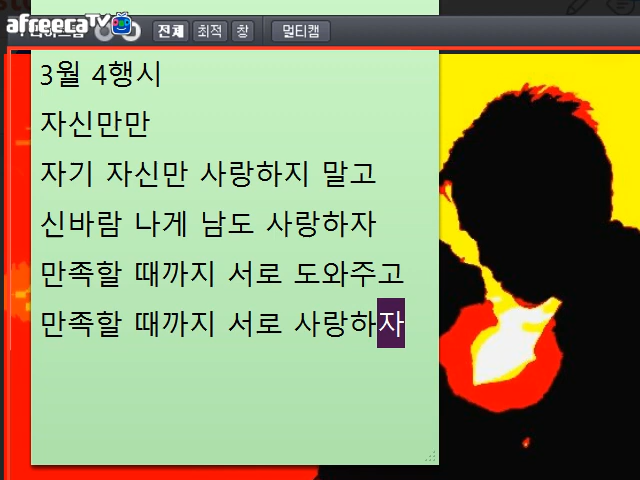 afreecaTV
전체 최적 창 멀티캠
3월 4행시
자신만만
자기 자신만 사랑하지 말고
신바람 나게 남도 사랑하자
만족할 때까지 서로 도와주고
만족할 때까지 서로 사랑하자